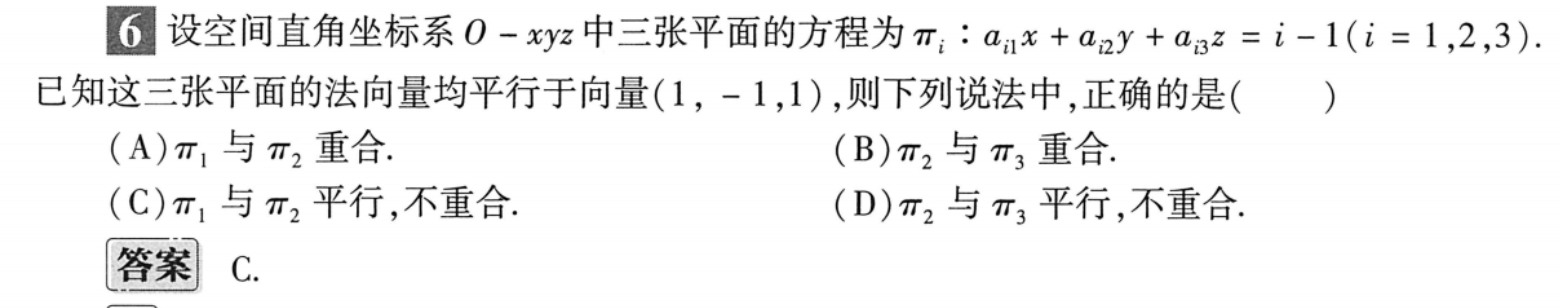 6 设空间直角坐标系 O - xyz 中三张平面的方程为 π_i : a_{i1}x + a_{i2}y + a_{i3}z = i - 1(i = 1,2,3).
已知这三张平面的法向量均平行于向量(1, - 1,1),则下列说法中,正确的是( )
(A)π_1 与 π_2 重合. (B)π_2 与 π_3 重合.
(C)π_1 与 π_2 平行,不重合. (D)π_2 与 π_3 平行,不重合.
答案 C.